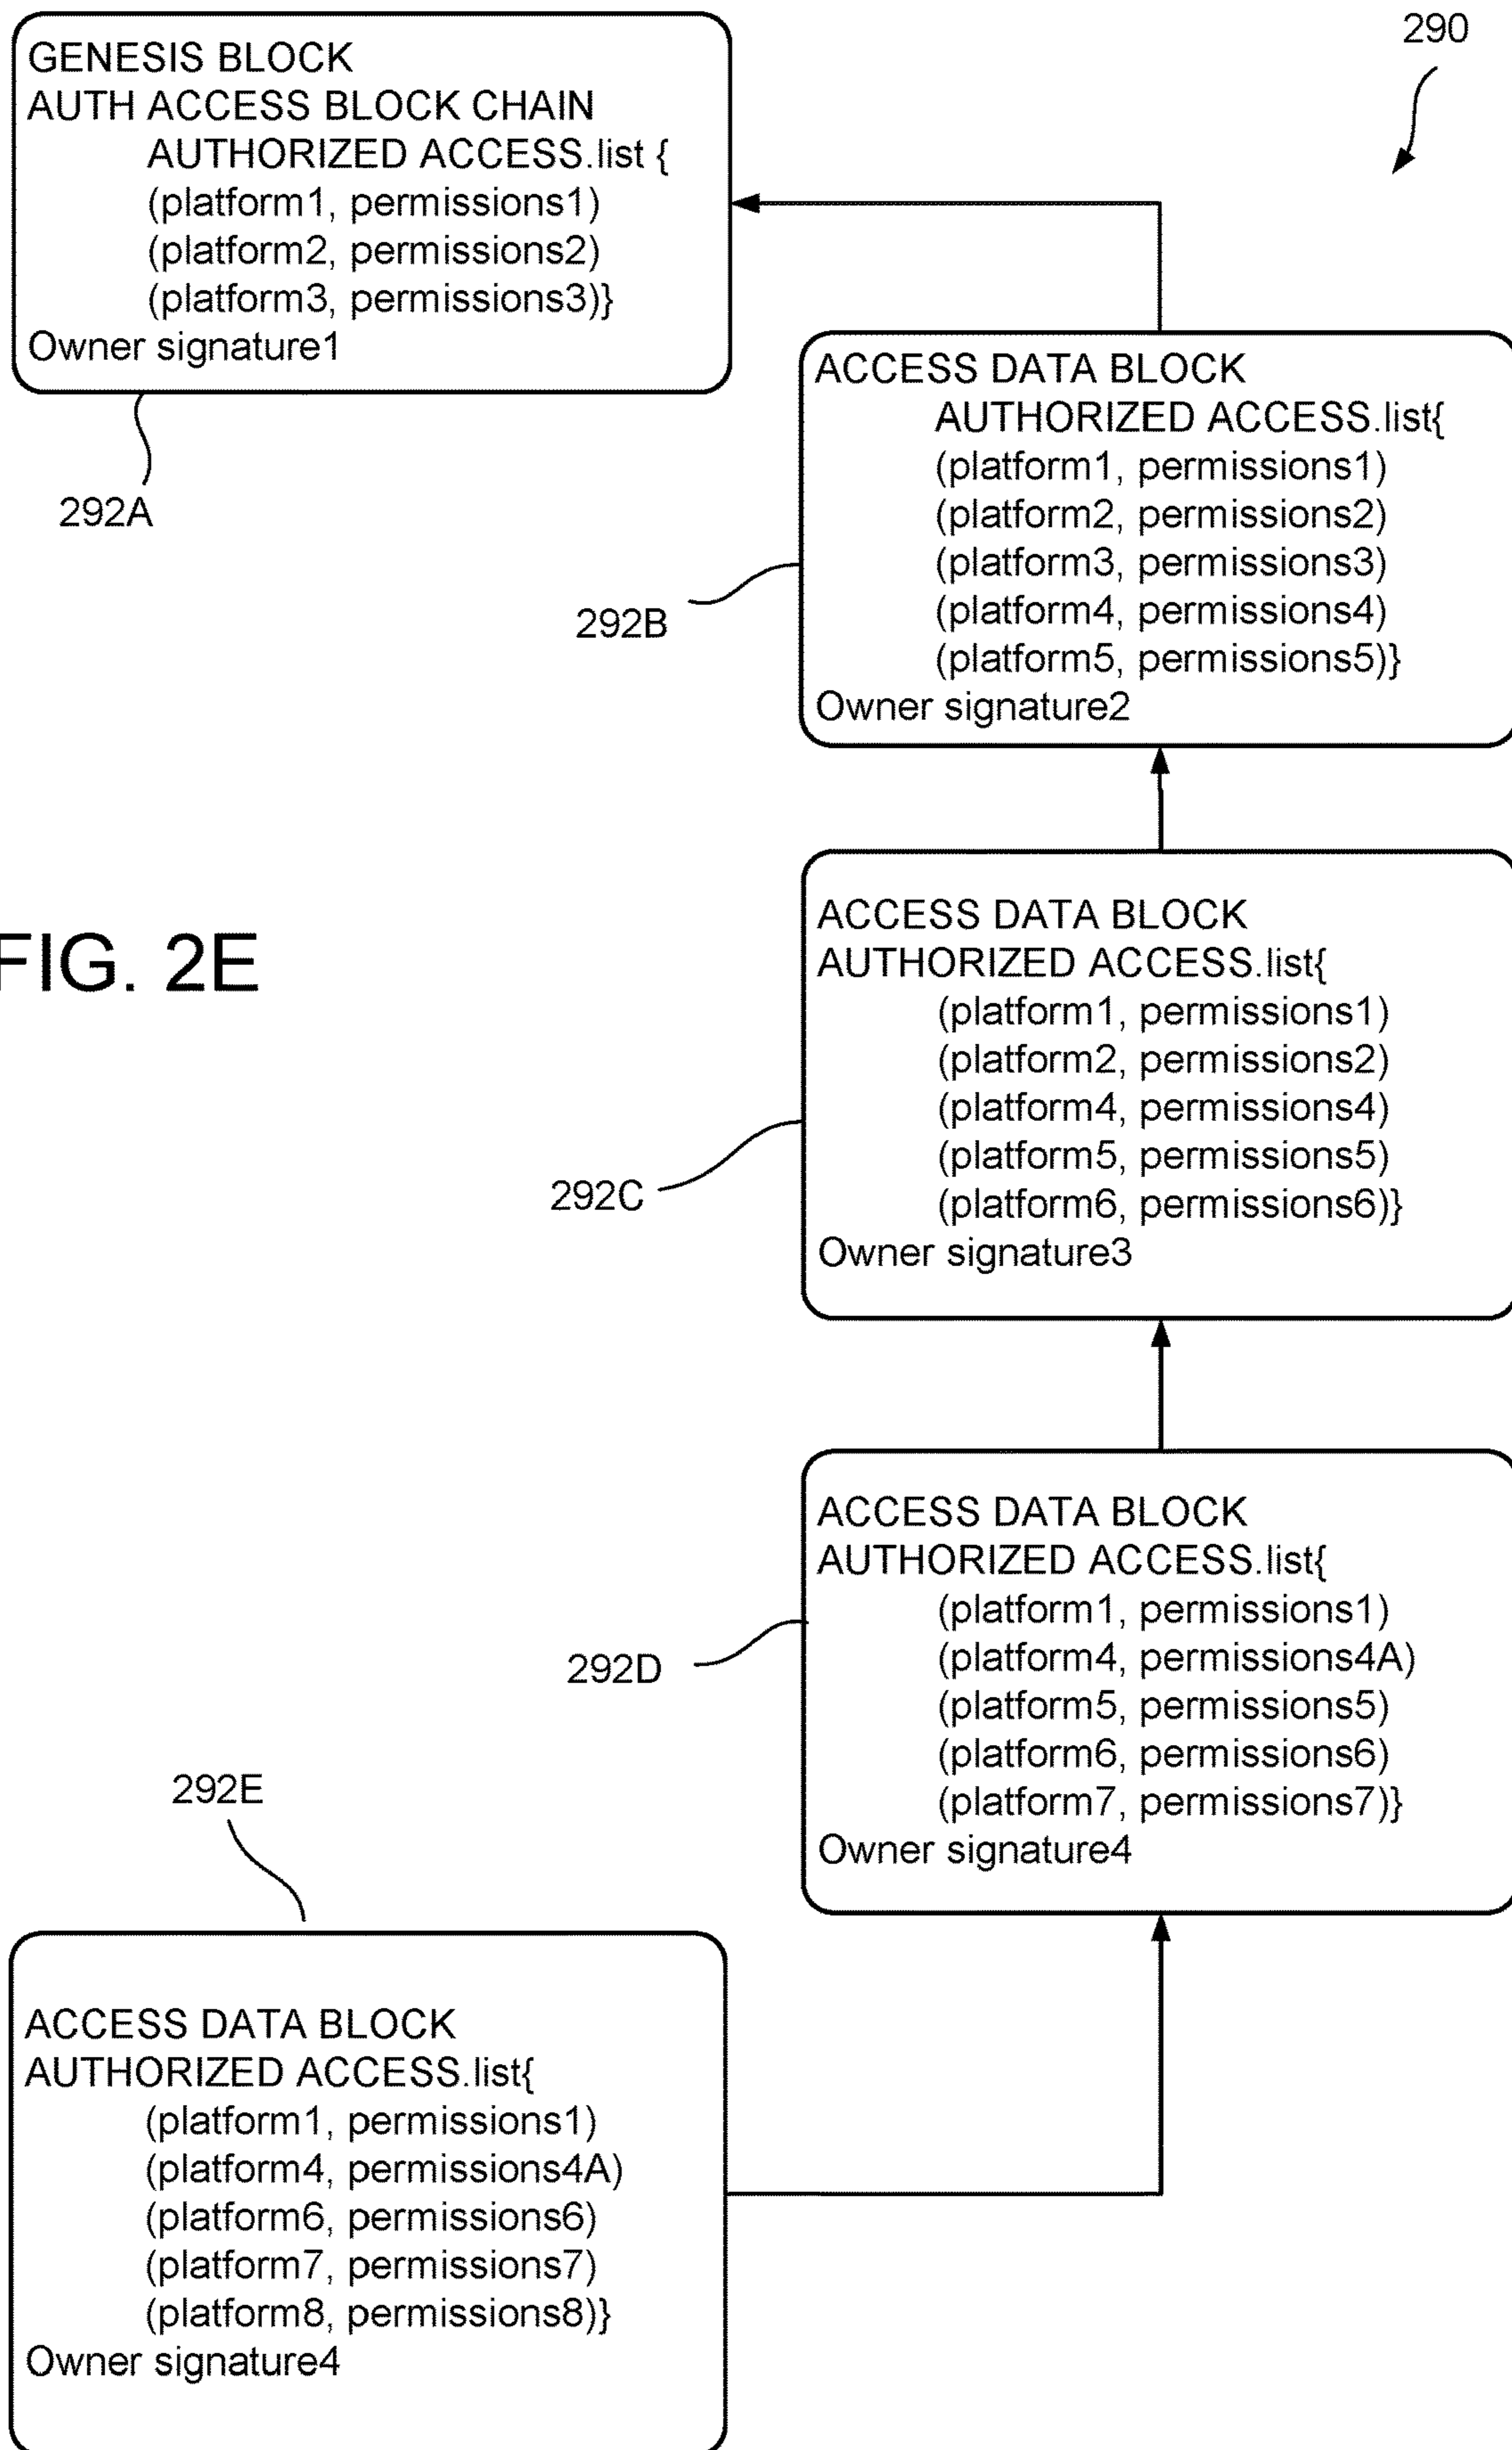 290
GENESIS BLOCK
AUTH ACCESS BLOCK CHAIN
AUTHORIZED ACCESS.list {
(platform1, permissions1)
(platform2, permissions2)
(platform3, permissions3)}
Owner signature1
292A
ACCESS DATA BLOCK
AUTHORIZED ACCESS.list{
(platform1, permissions1)
(platform2, permissions2)
(platform3, permissions3)
(platform4, permissions4)
(platform5, permissions5)}
Owner signature2
292B
FIG. 2E
ACCESS DATA BLOCK
AUTHORIZED ACCESS.list{
(platform1, permissions1)
(platform2, permissions2)
(platform4, permissions4)
(platform5, permissions5)
(platform6, permissions6)}
Owner signature3
292C
ACCESS DATA BLOCK
AUTHORIZED ACCESS.list{
(platform1, permissions1)
(platform4, permissions4A)
(platform5, permissions5)
(platform6, permissions6)
(platform7, permissions7)}
Owner signature4
292D
292E
ACCESS DATA BLOCK
AUTHORIZED ACCESS.list{
(platform1, permissions1)
(platform4, permissions4A)
(platform6, permissions6)
(platform7, permissions7)
(platform8, permissions8)}
Owner signature4